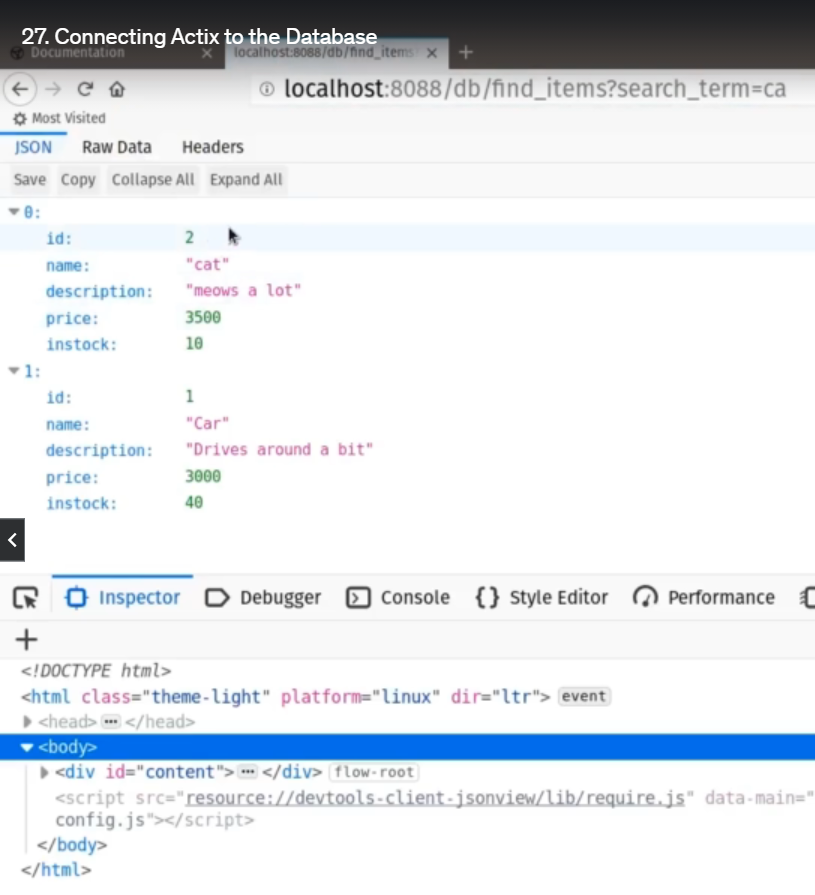 27. Connecting Actix to the Database
Documentation
localhost:8088/db/find_items
localhost:8088/db/find_items?search_term=ca
Most Visited
JSON Raw Data Headers
Save Copy Collapse All Expand All
0:
id: 2
name: "cat"
description: "meows a lot"
price: 3500
instock: 10
1:
id: 1
name: "Car"
description: "Drives around a bit"
price: 3000
instock: 40
Inspector Debugger Console Style Editor Performance
<!DOCTYPE html>
<html class="theme-light" platform="linux" dir="ltr"> event
<head> ••• </head>
<body>
<div id="content"> ••• </div> flow-root
<script src="resource://devtools-client-jsonview/lib/require.js" data-main="
config.js"></script>
</body>
</html>